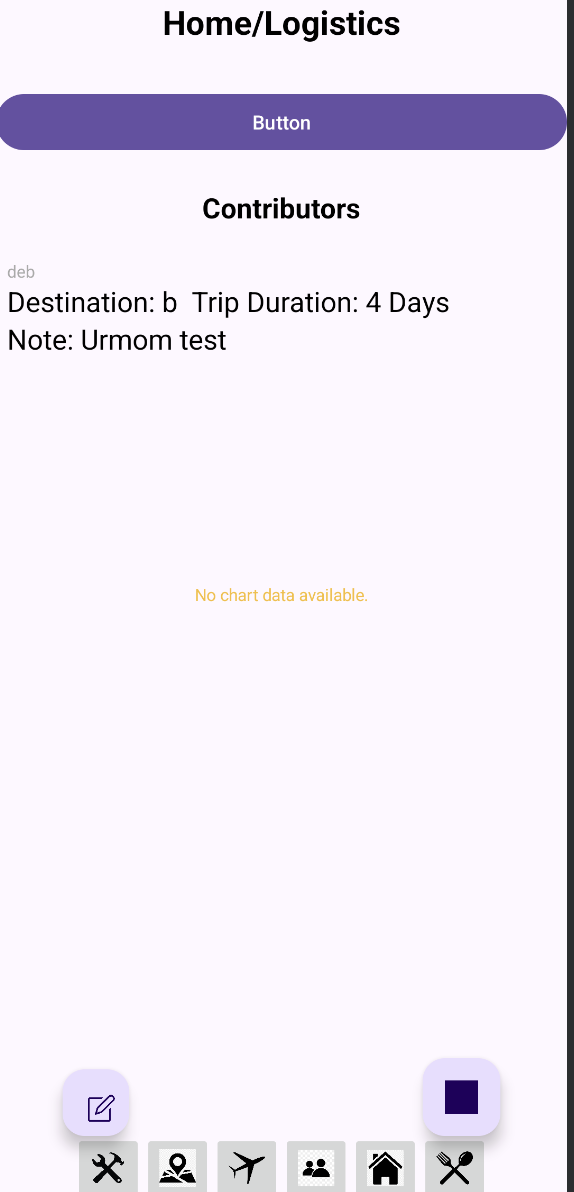 Home/Logistics
Button
Contributors
deb
Destination: b  Trip Duration: 4 Days
Note: Urmom test
No chart data available.